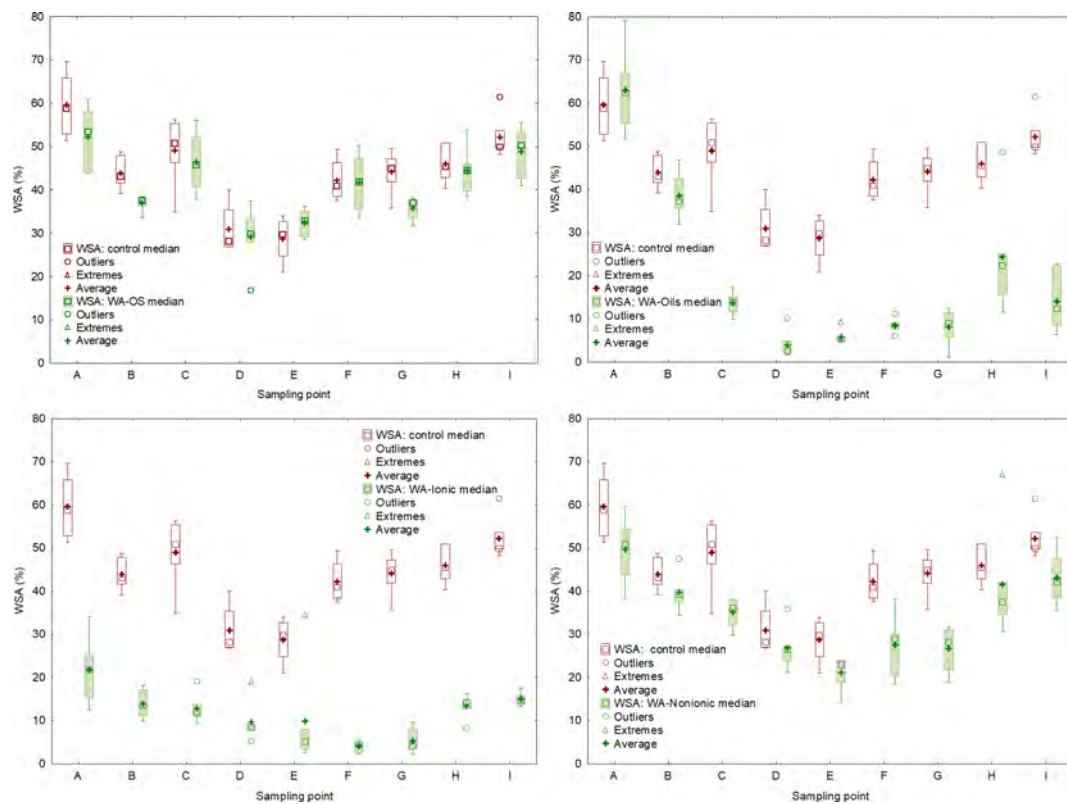 80
70
60
50
40
30
20
10
0
WSA (%)
WSA: control median
Outliers
Extremes
Average
WSA: WA-OS median
Outliers
Extremes
Average
A B C D E F G H I
Sampling point
80
70
60
50
40
30
20
10
0
WSA (%)
WSA: control median
Outliers
Extremes
Average
WSA: WA-Oils median
Outliers
Extremes
Average
A B C D E F G H I
Sampling point
80
70
60
50
40
30
20
10
0
WSA (%)
WSA: control median
Outliers
Extremes
Average
WSA: WA-Ionic median
Outliers
Extremes
Average
A B C D E F G H I
Sampling point
80
70
60
50
40
30
20
10
0
WSA (%)
WSA: control median
Outliers
Extremes
Average
WSA: WA-Nonionic median
Outliers
Extremes
Average
A B C D E F G H I
Sampling point